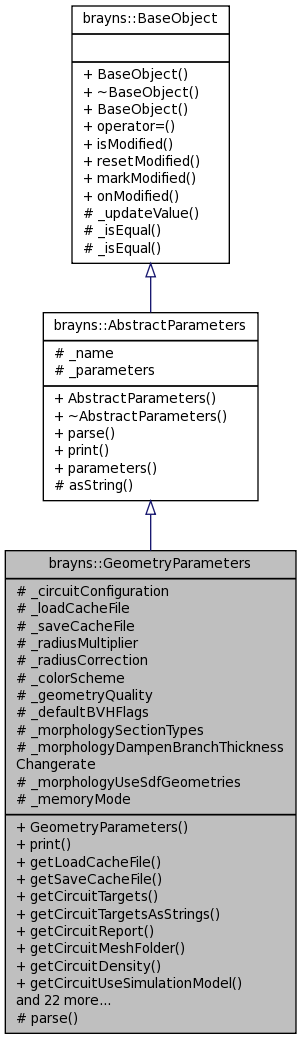 brayns::BaseObject
+ BaseObject()
+ ~BaseObject()
+ BaseObject()
+ operator=()
+ isModified()
+ resetModified()
+ markModified()
+ onModified()
# _updateValue()
# _isEqual()
# _isEqual()
brayns::AbstractParameters
# _name
# _parameters
+ AbstractParameters()
+ ~AbstractParameters()
+ parse()
+ print()
+ parameters()
# asString()
brayns::GeometryParameters
# _circuitConfiguration
# _loadCacheFile
# _saveCacheFile
# _radiusMultiplier
# _radiusCorrection
# _colorScheme
# _geometryQuality
# _defaultBVHFlags
# _morphologySectionTypes
# _morphologyDampenBranchThickness
Changerate
# _morphologyUseSdfGeometries
# _memoryMode
+ GeometryParameters()
+ print()
+ getLoadCacheFile()
+ getSaveCacheFile()
+ getCircuitTargets()
+ getCircuitTargetsAsStrings()
+ getCircuitReport()
+ getCircuitMeshFolder()
+ getCircuitDensity()
+ getCircuitUseSimulationModel()
and 22 more...
# parse()